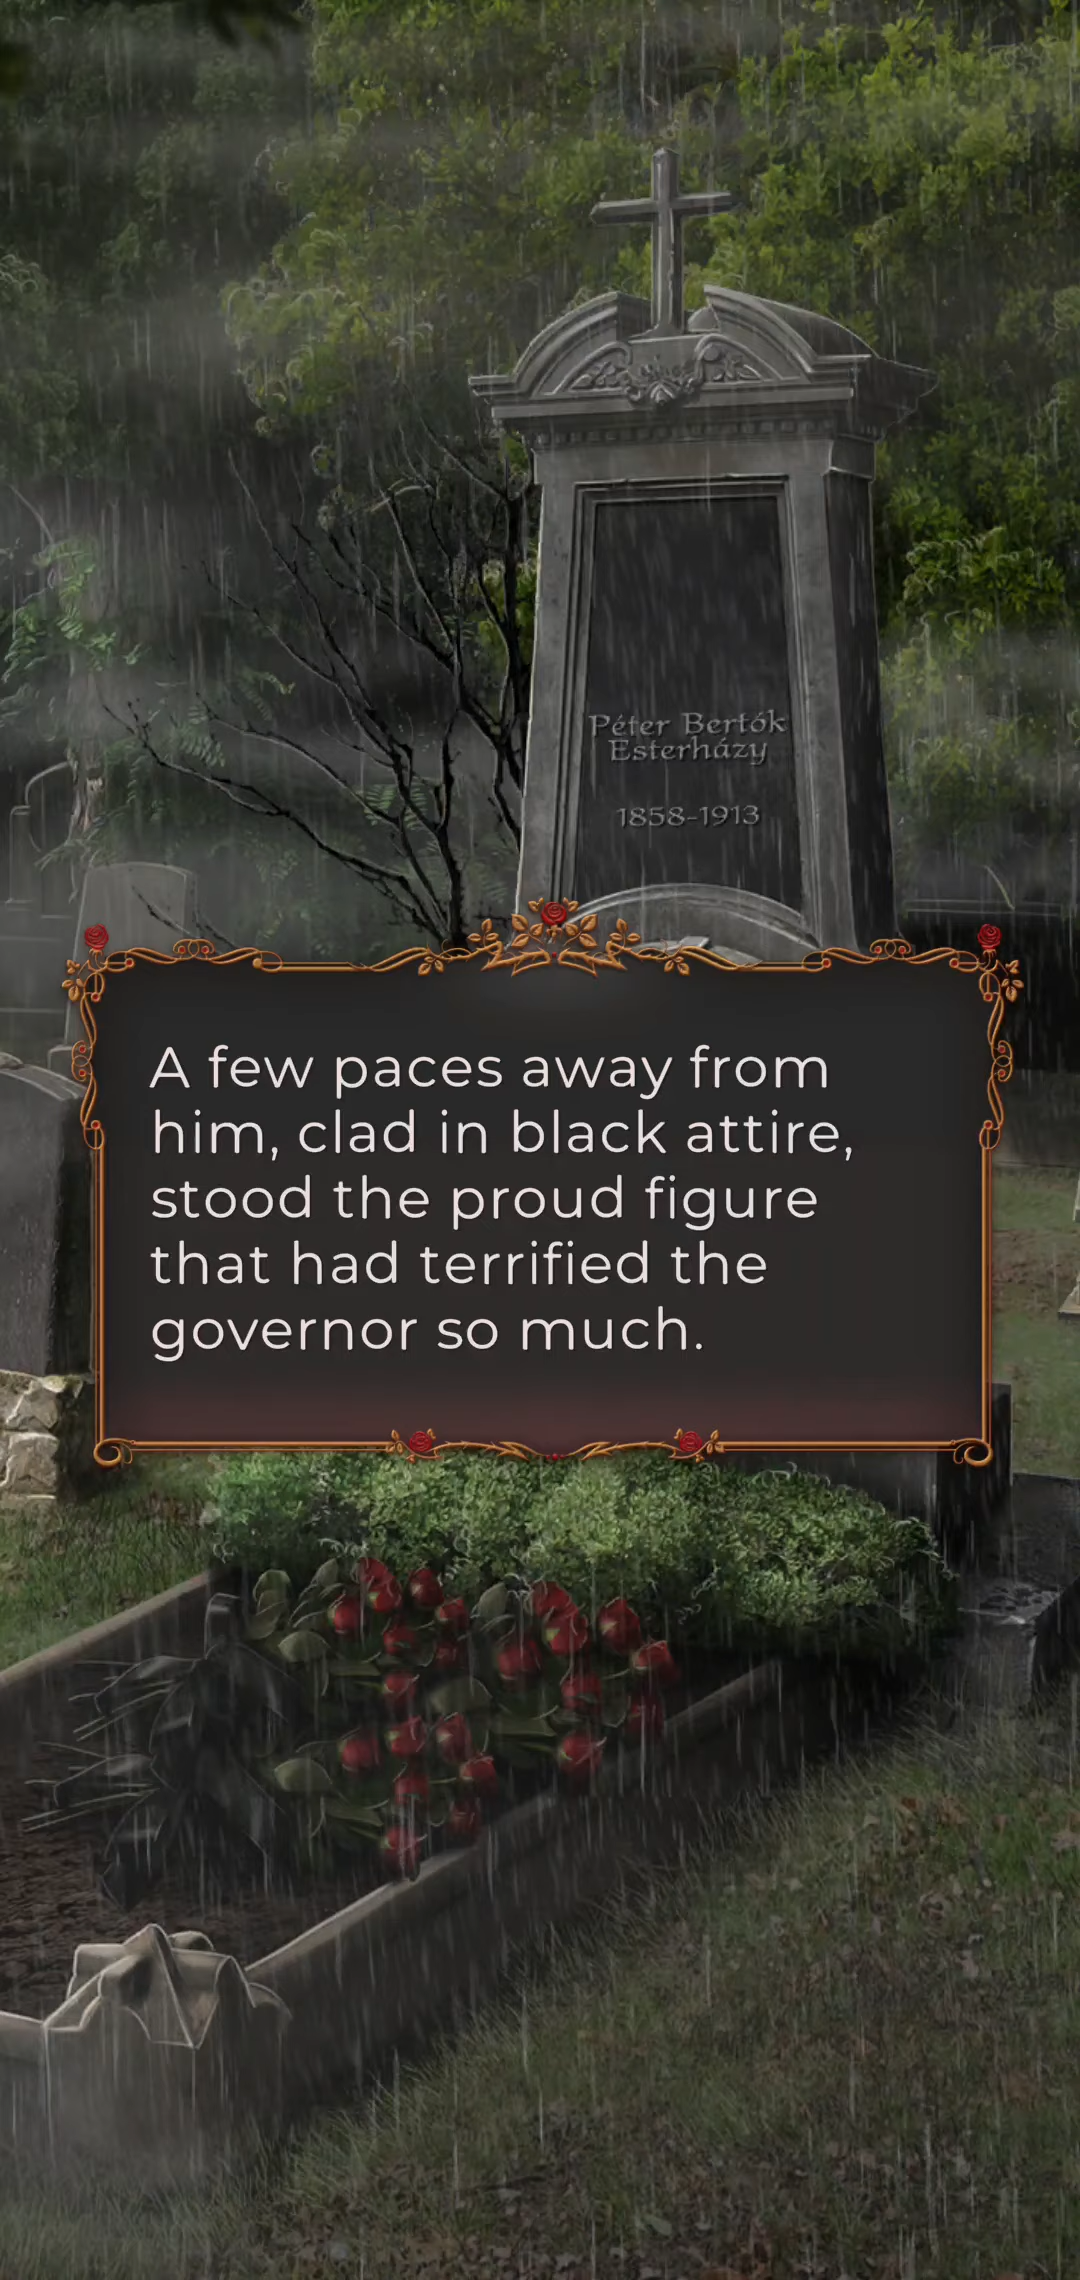 Péter Bertók
Esterházy
1858-1913
A few paces away from
him, clad in black attire,
stood the proud figure
that had terrified the
governor so much.